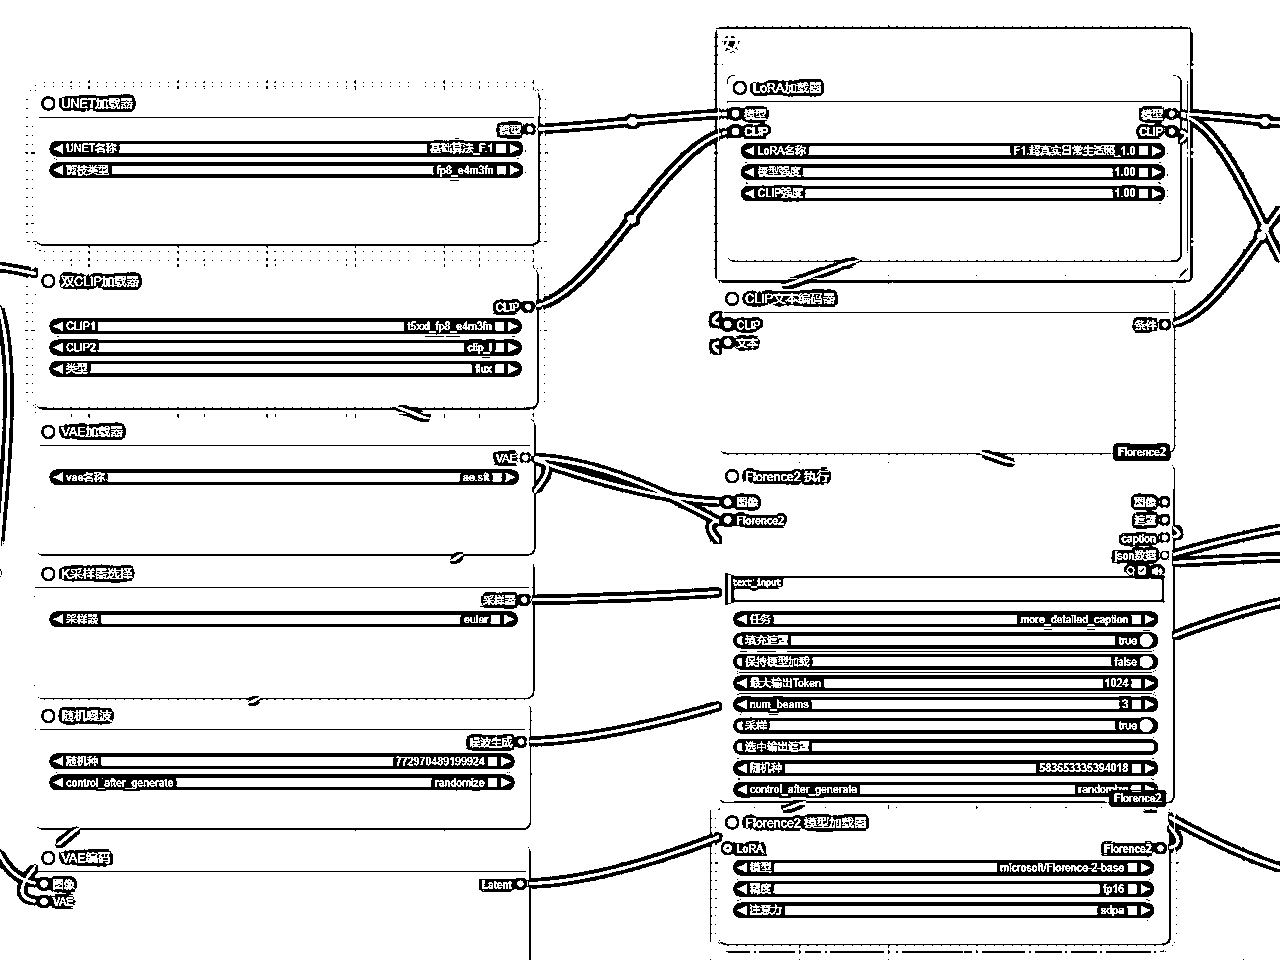 UNET加载器
模型
UNET名称 基础算法_F.1
数据类型 fp8_e4m3fn
双CLIP加载器
CLIP
CLIP1 t5xxl_fp8_e4m3fn
CLIP2 clip_l
类型 flux
VAE加载器
VAE
vae名称 ae.sft
K采样器选择
采样器
采样器 euler
随机噪波
噪波生成
随机种 772970489199924
control_after_generate randomize
VAE编码
图像 Latent
VAE
LoRA加载器
模型 模型
CLIP CLIP
LoRA名称 F.1.超真实日常生活照_1.0
模型强度 1.00
CLIP强度 1.00
CLIP文本编码器
CLIP 条件
文本
Florence2
Florence2 执行
图像 图像
Florence2 遮罩
caption
json数据
text_input
任务 more_detailed_caption
填充遮罩 true
保持模型加载 false
最大输出Token 1024
num_beams 3
采样 true
选中输出遮罩
随机种 583653335394018
control_after_generate randomize
Florence2
Florence2 模型加载器
LoRA Florence2
模型 microsoft/Florence-2-base
精度 fp16
注意力 sdpa